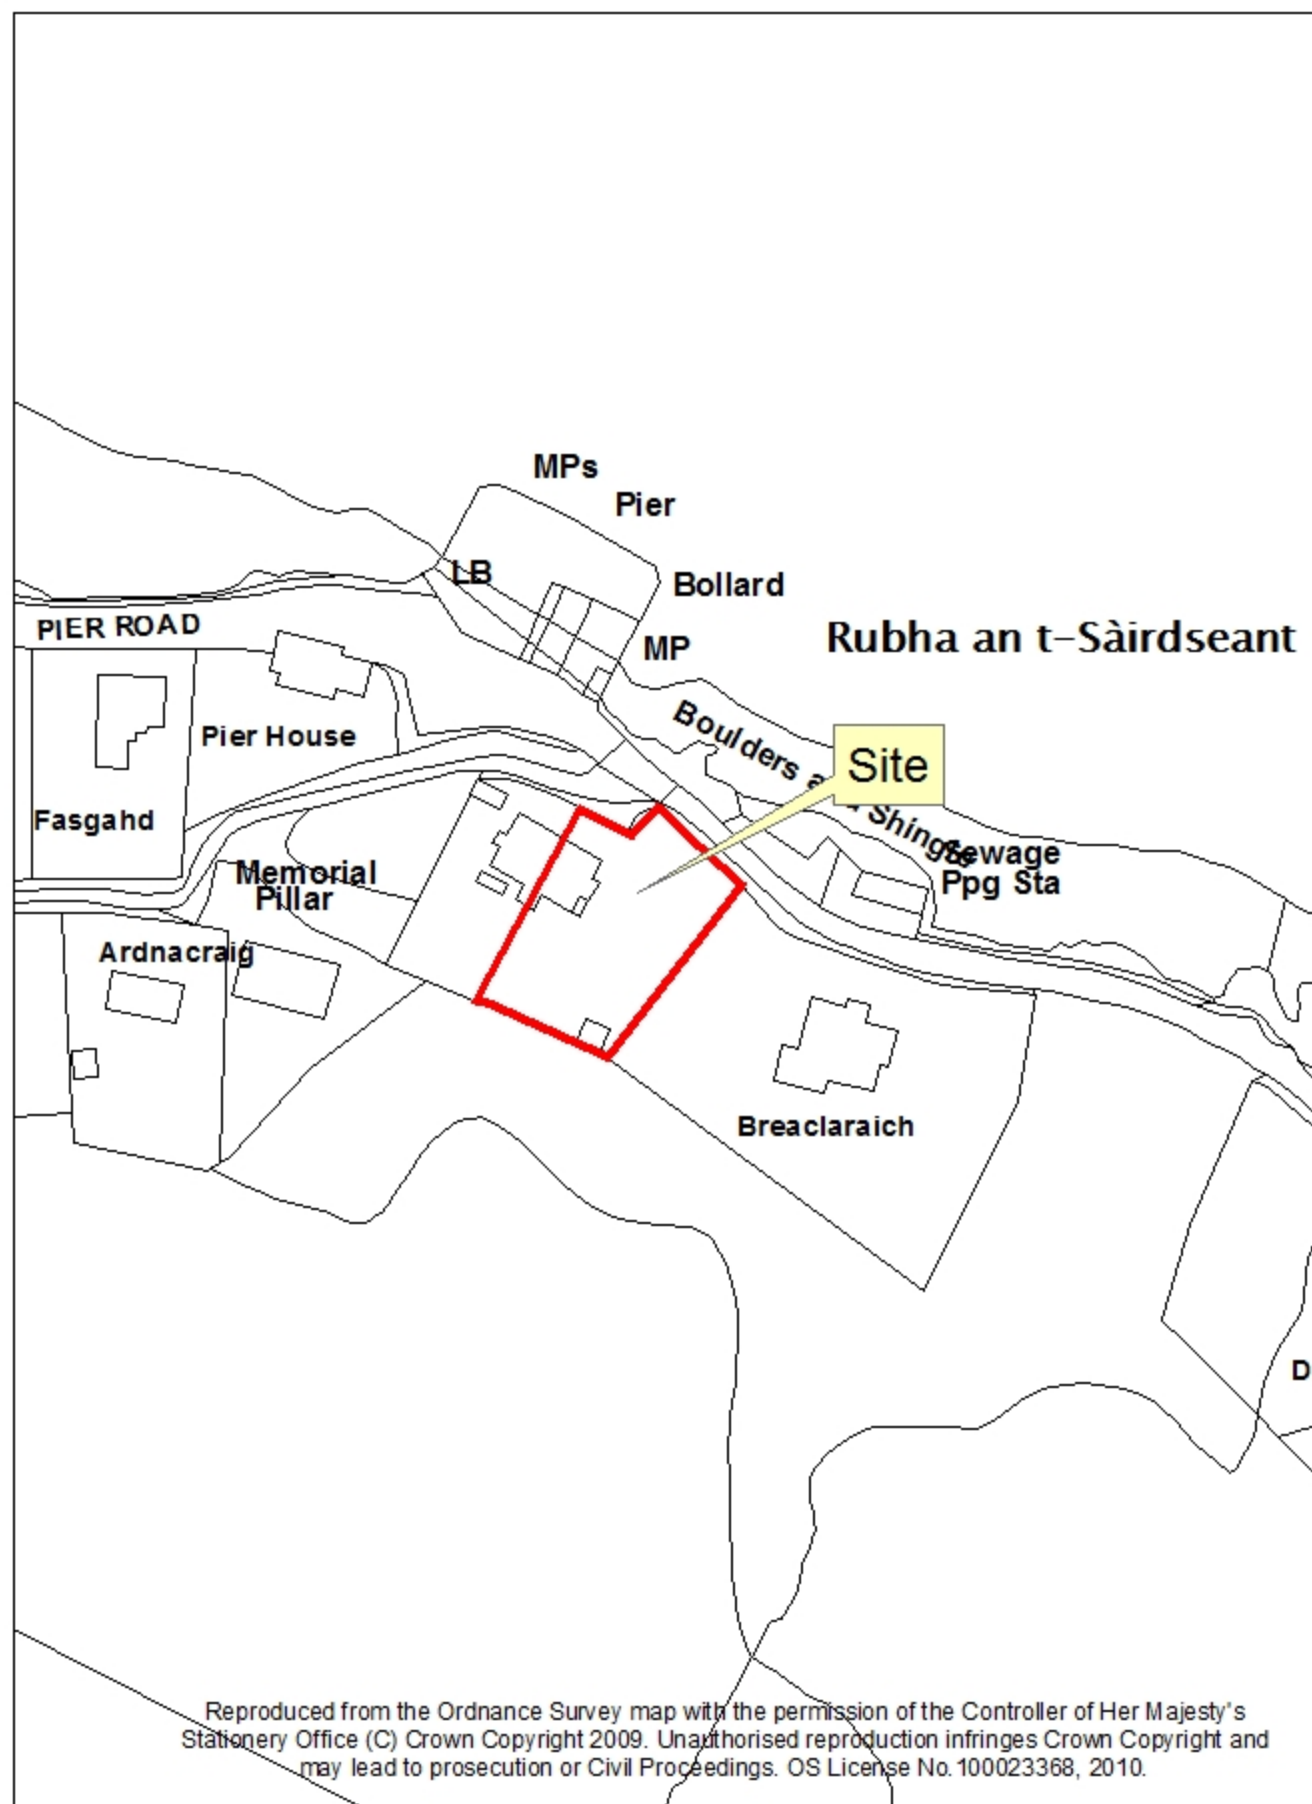 MPs
Pier
LB
Bollard
PIER ROAD
MP
Rubha an t-Sàirdseant
Boulders and Shingle
Pier House
Site
Fasgahd
Sewage
Ppg Sta
Memorial
Pillar
Ardnacraig
Breaclaraich
D
Reproduced from the Ordnance Survey map with the permission of the Controller of Her Majesty's
Stationery Office (C) Crown Copyright 2009. Unauthorised reproduction infringes Crown Copyright and
may lead to prosecution or Civil Proceedings. OS License No. 100023368, 2010.